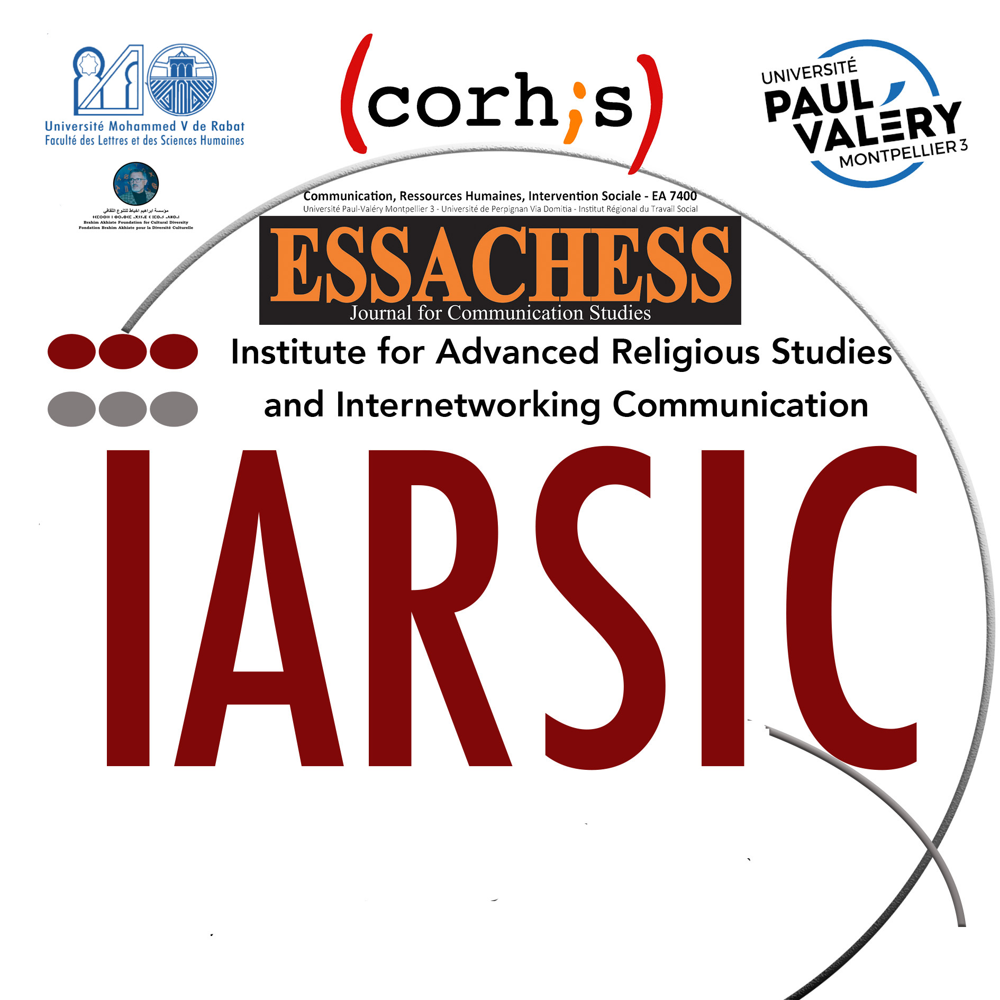 Université Mohammed V de Rabat
Faculté des Lettres et des Sciences Humaines
مؤسسة ابراهيم اخياط للتنوع الثقافي
Brahim Akhiate Foundation for Cultural Diversity
Fondation Brahim Akhiate pour la Diversité Culturelle
(corh;s)
Communication, Ressources Humaines, Intervention Sociale - EA 7400
Université Paul-Valéry Montpellier 3 - Université de Perpignan Via Domitia - Institut Régional du Travail Social
UNIVERSITÉ
PAUL
VALÉRY
MONTPELLIER 3
ESSACHESS
Journal for Communication Studies
Institute for Advanced Religious Studies
and Internetworking Communication
IARSIC